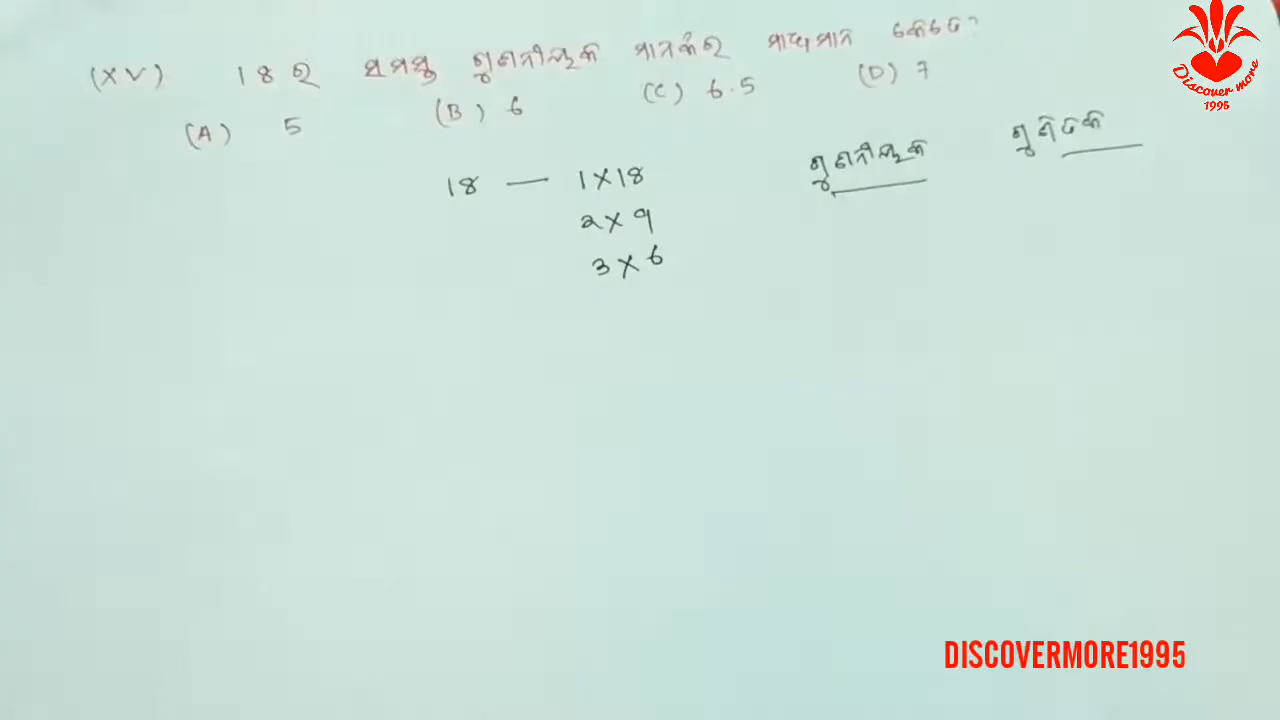 (XV) 18 ର ସମସ୍ତ ଗୁଣନୀୟକ ମାନଙ୍କର ମାଧ୍ୟମାନ କେତେ?
(A) 5 (B) 6 (C) 6.5 (D) 7
ଗୁଣନୀୟକ ଗୁଣିତକ
18 — 1×18
2×9
3×6
Discover more
1995
DISCOVERMORE1995